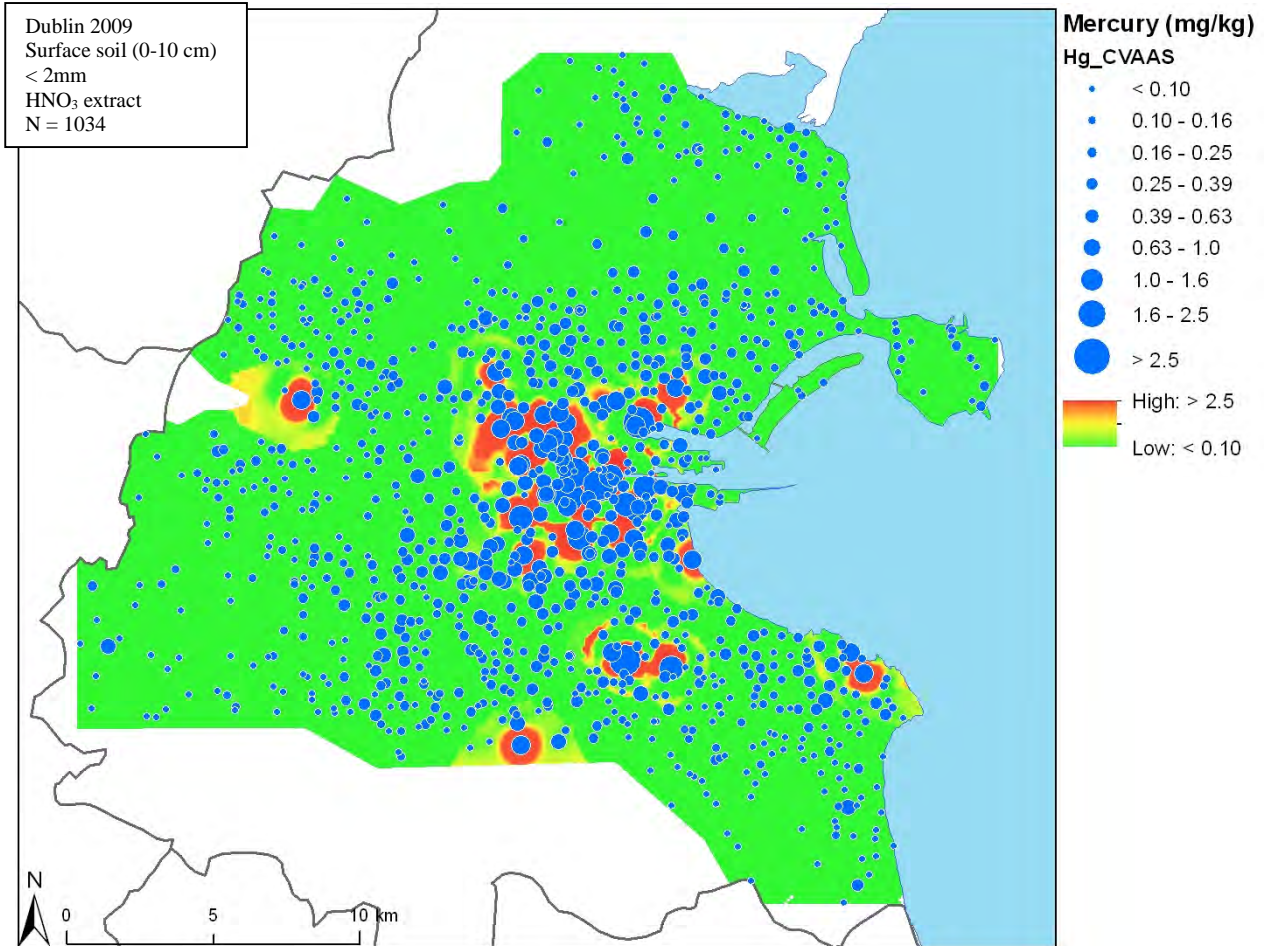 Dublin 2009
Surface soil (0-10 cm)
< 2mm
HNO₃ extract
N = 1034
Mercury (mg/kg)
Hg_CVAAS
< 0.10
0.10 - 0.16
0.16 - 0.25
0.25 - 0.39
0.39 - 0.63
0.63 - 1.0
1.0 - 1.6
1.6 - 2.5
> 2.5
High: > 2.5
Low: < 0.10
N
0 5 10 km